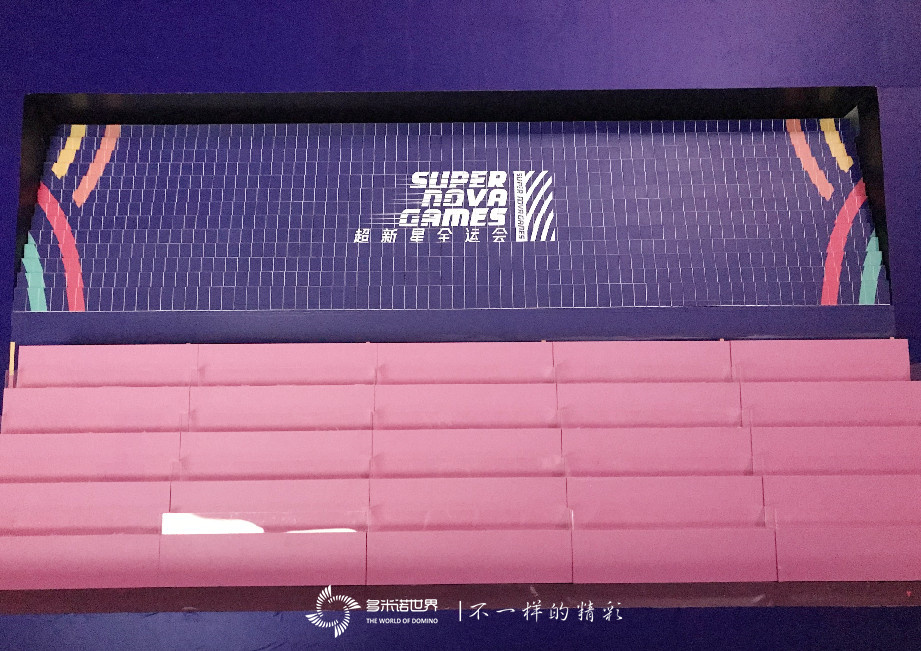 SUPER
NOVA
GAMES
超新星全运会
SUPER NOVA GAMES
多米诺世界
THE WORLD OF DOMINO
不一样的精彩